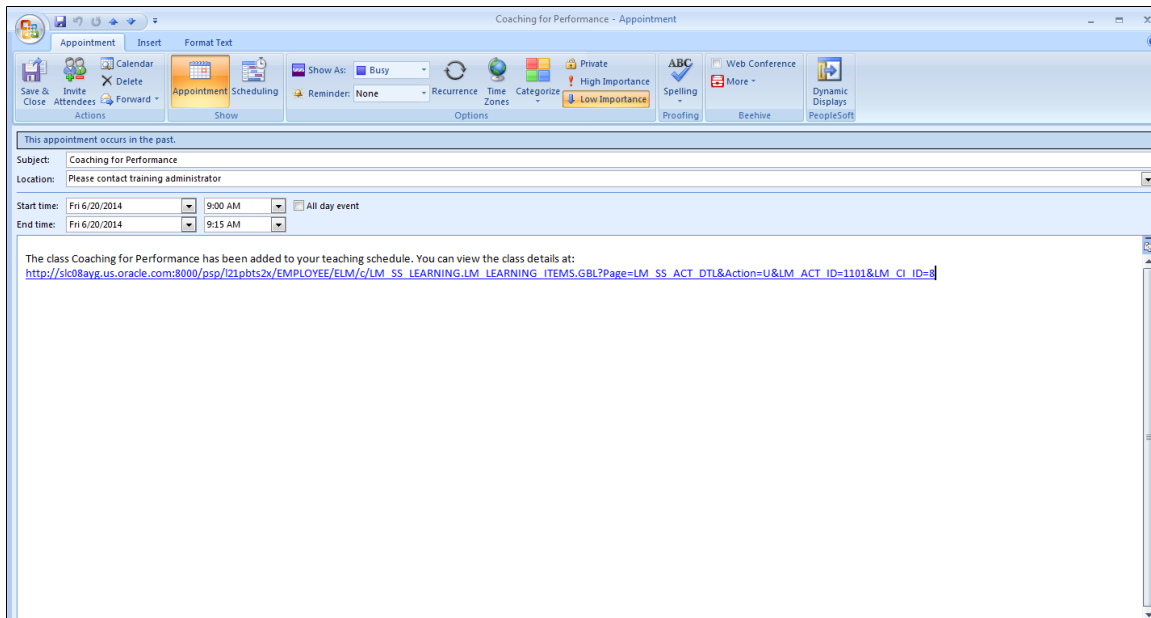 Coaching for Performance - Appointment
Appointment Insert Format Text
Save & Close
Invite Attendees
Calendar
Delete
Forward
Actions
Appointment
Scheduling
Show
Show As: Busy
Reminder: None
Recurrence
Time Zones
Categorize
Private
High Importance
Low Importance
Options
ABC
Spelling
Proofing
Web Conference
More
Beehive
Dynamic Displays
PeopleSoft
This appointment occurs in the past.
Subject: Coaching for Performance
Location: Please contact training administrator
Start time: Fri 6/20/2014 9:00 AM All day event
End time: Fri 6/20/2014 9:15 AM
The class Coaching for Performance has been added to your teaching schedule. You can view the class details at:
http://slc08ayg.us.oracle.com:8000/psp/l21pbts2x/EMPLOYEE/ELM/c/LM_SS_LEARNING.LM_LEARNING_ITEMS.GBL?Page=LM_SS_ACT_DTL&Action=U&LM_ACT_ID=1101&LM_CI_ID=8